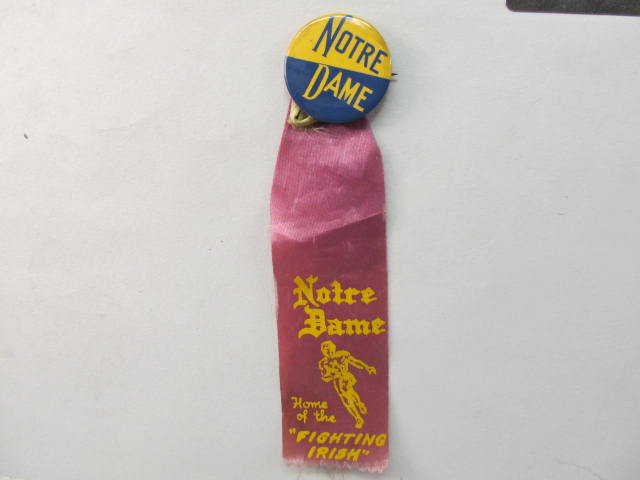 NOTRE
DAME
Notre
Dame
Home
of the
"FIGHTING
IRISH"